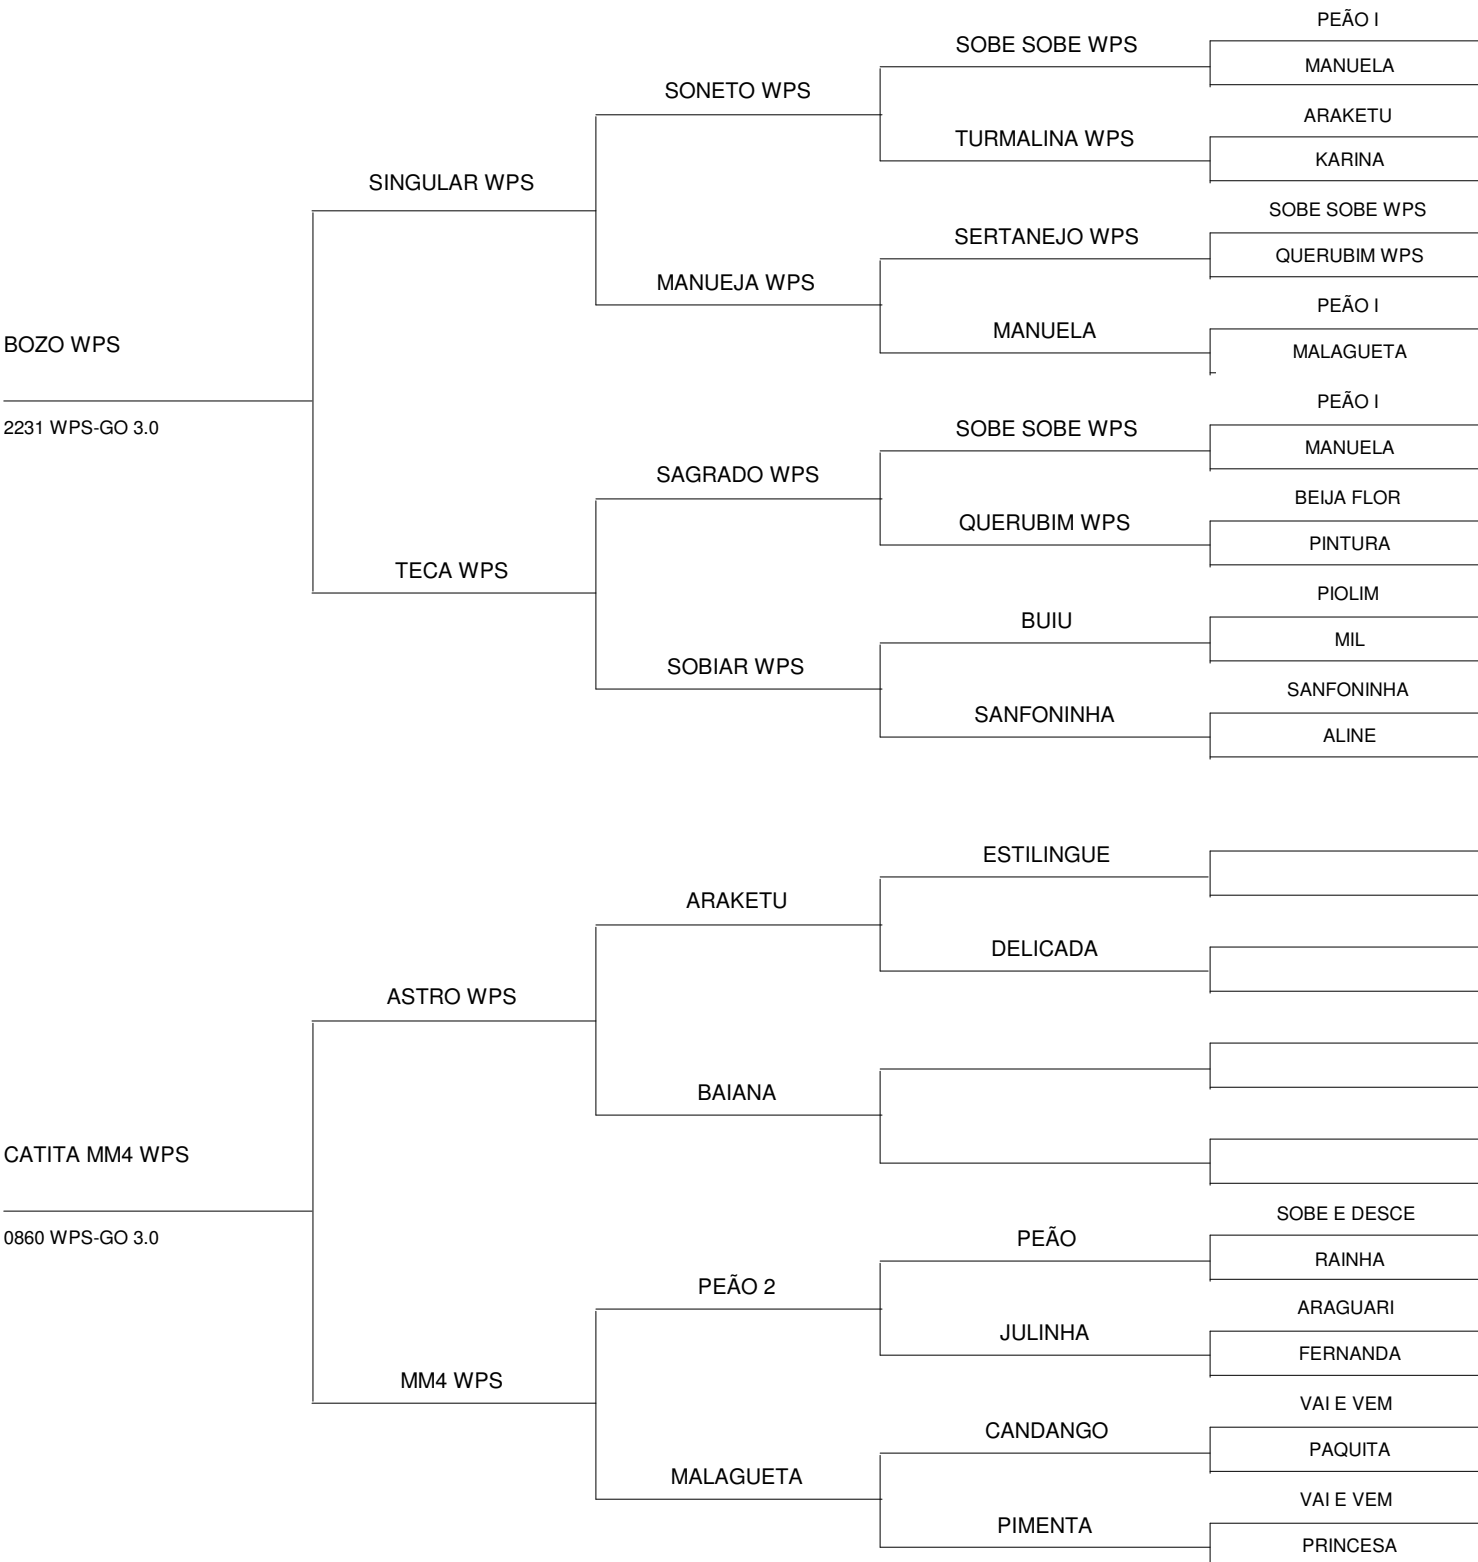 PEÃO I
SOBE SOBE WPS
MANUELA
SONETO WPS
ARAKETU
TURMALINA WPS
KARINA
SINGULAR WPS
SOBE SOBE WPS
SERTANEJO WPS
QUERUBIM WPS
MANUEJA WPS
PEÃO I
MANUELA
MALAGUETA
BOZO WPS
2231 WPS-GO 3.0
PEÃO I
SOBE SOBE WPS
MANUELA
SAGRADO WPS
BEIJA FLOR
QUERUBIM WPS
PINTURA
TECA WPS
PIOLIM
BUIU
MIL
SOBIAR WPS
SANFONINHA
SANFONINHA
ALINE
ESTILINGUE
ARAKETU
DELICADA
ASTRO WPS
BAIANA
CATITA MM4 WPS
0860 WPS-GO 3.0
SOBE E DESCE
PEÃO
RAINHA
PEÃO 2
ARAGUARI
JULINHA
FERNANDA
MM4 WPS
VAI E VEM
CANDANGO
PAQUITA
MALAGUETA
VAI E VEM
PIMENTA
PRINCESA